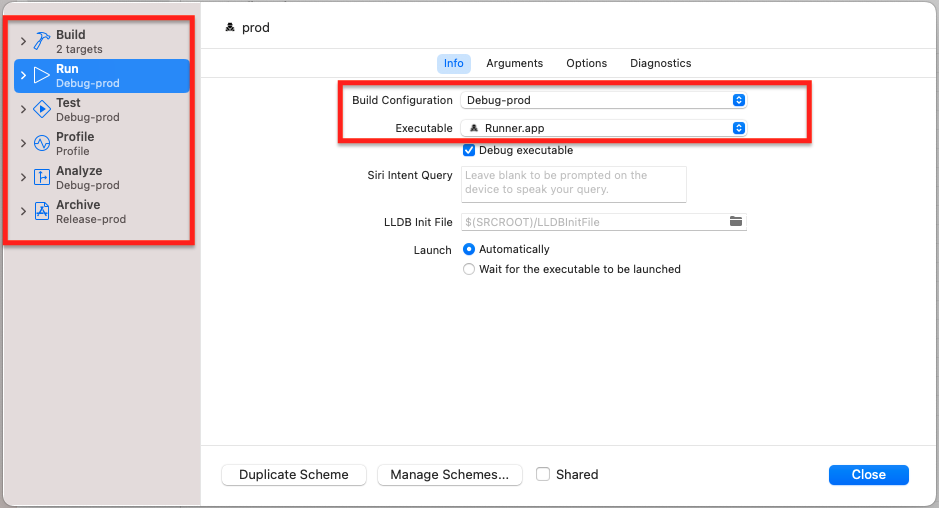 prod
Build
2 targets
Run
Debug-prod
Test
Debug-prod
Profile
Profile
Analyze
Debug-prod
Archive
Release-prod
Info
Arguments
Options
Diagnostics
Build Configuration
Debug-prod
Executable
Runner.app
Debug executable
Siri Intent Query
Leave blank to be prompted on the
device to speak your query.
LLDB Init File
$(SRCROOT)/LLDBInitFile
Launch
Automatically
Wait for the executable to be launched
Duplicate Scheme
Manage Schemes...
Shared
Close